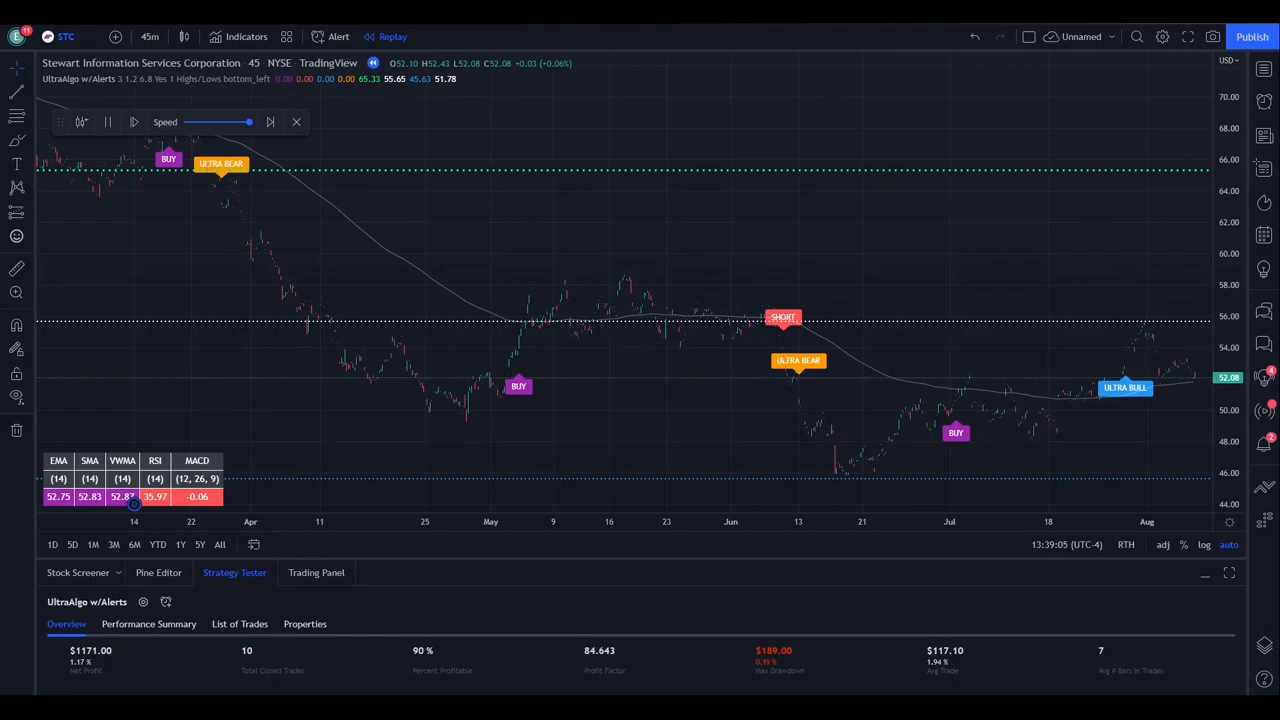 E 11 STC 45m Indicators Alert Replay Unnamed Publish
Stewart Information Services Corporation · 45 · NYSE · TradingView O52.10 H52.43 L52.08 C52.08 +0.03 (+0.06%) USD
UltraAlgo w/Alerts 3 1.2 6.8 Yes 1 Highs/Lows bottom_left 0.00 0.00 0.00 0.00 65.33 55.65 45.63 51.78
70.00
Speed
68.00
BUY
66.00
ULTRA BEAR
64.00
62.00
60.00
58.00
56.00
SHORT
54.00
ULTRA BEAR
52.08
BUY
ULTRA BULL
50.00
BUY
48.00
46.00
44.00
EMA SMA VWMA RSI MACD
(14) (14) (14) (14) (12, 26, 9)
52.75 52.83 52.87 35.97 -0.06
D
14 22 Apr 11 25 May 9 16 23 Jun 13 21 Jul 18 Aug
1D 5D 1M 3M 6M YTD 1Y 5Y All 13:39:05 (UTC-4) RTH adj % log auto
4
2
Stock Screener Pine Editor Strategy Tester Trading Panel
UltraAlgo w/Alerts
Overview Performance Summary List of Trades Properties
$1171.00 10 90 % 84.643 $189.00 $117.10 7
1.17 % 0.19 % 1.94 %
Net Profit Total Closed Trades Percent Profitable Profit Factor Max Drawdown Avg Trade Avg # Bars In Trades